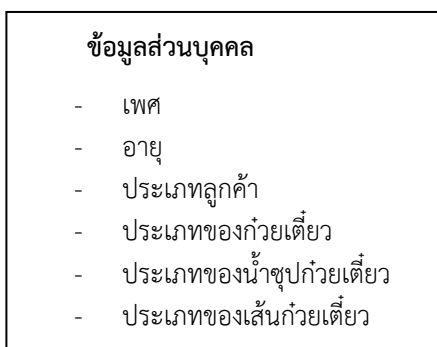 ข้อมูลส่วนบุคคล
- เพศ
- อายุ
- ประเภทลูกค้า
- ประเภทของก๋วยเตี๋ยว
- ประเภทของน้ำซุปก๋วยเตี๋ยว
- ประเภทของเส้นก๋วยเตี๋ยว